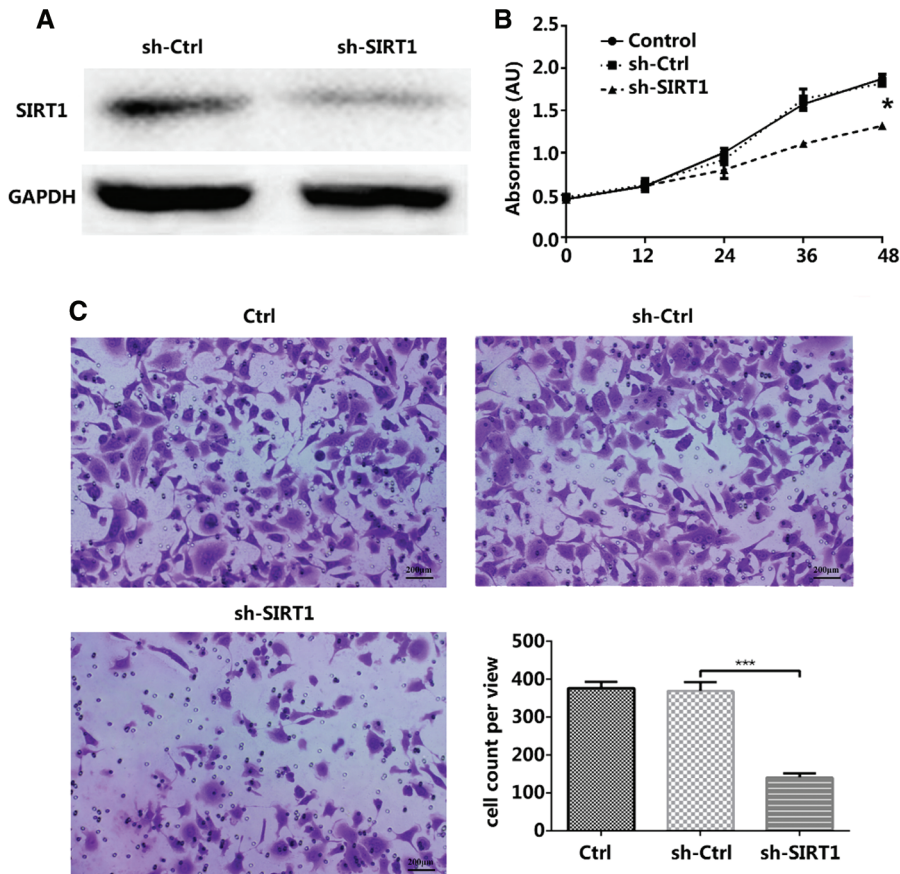 A
sh-Ctrl sh-SIRT1
SIRT1
GAPDH
B
2.5
2.0
1.5
1.0
0.5
0.0
Absornance (AU)
Control
sh-Ctrl
sh-SIRT1
*
0 12 24 36 48
C
Ctrl
200μm
sh-Ctrl
200μm
sh-SIRT1
200μm
500
400
300
200
100
0
cell count per view
***
Ctrl sh-Ctrl sh-SIRT1